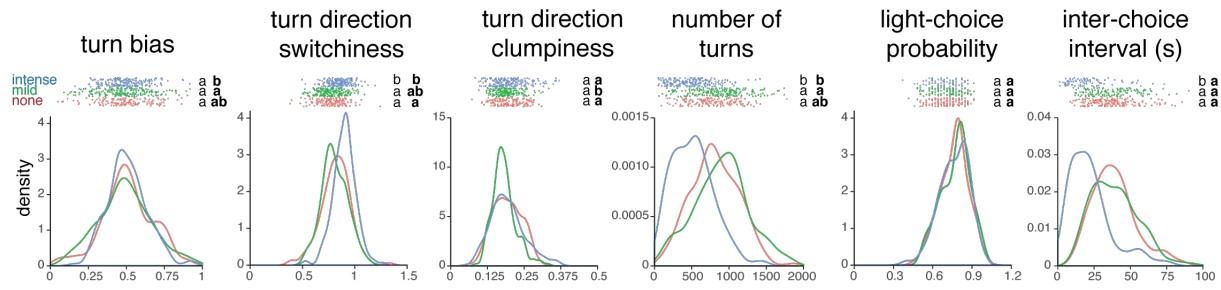 turn bias
turn direction
switchiness
turn direction
clumpiness
number of
turns
light-choice
probability
inter-choice
interval (s)
intense
mild
none
a b
a a
a ab
b b
a ab
a a
a a
a b
a a
b b
a a
a ab
a a
a a
a a
b a
a a
a a
density
4
3
2
1
0
0 0.25 0.5 0.75 1
4
3
2
1
0
0 0.5 1 1.5
15
10
5
0
0 0.125 0.25 0.375 0.5
0.0015
0.0010
0.0005
0
0 500 1000 1500 2000
4
3
2
1
0
0 0.3 0.6 0.9 1.2
0.04
0.03
0.02
0.01
0
0 25 50 75 100